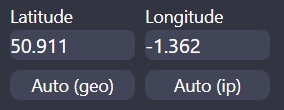 Latitude Longitude
50.911 -1.362
Auto (geo) Auto (ip)